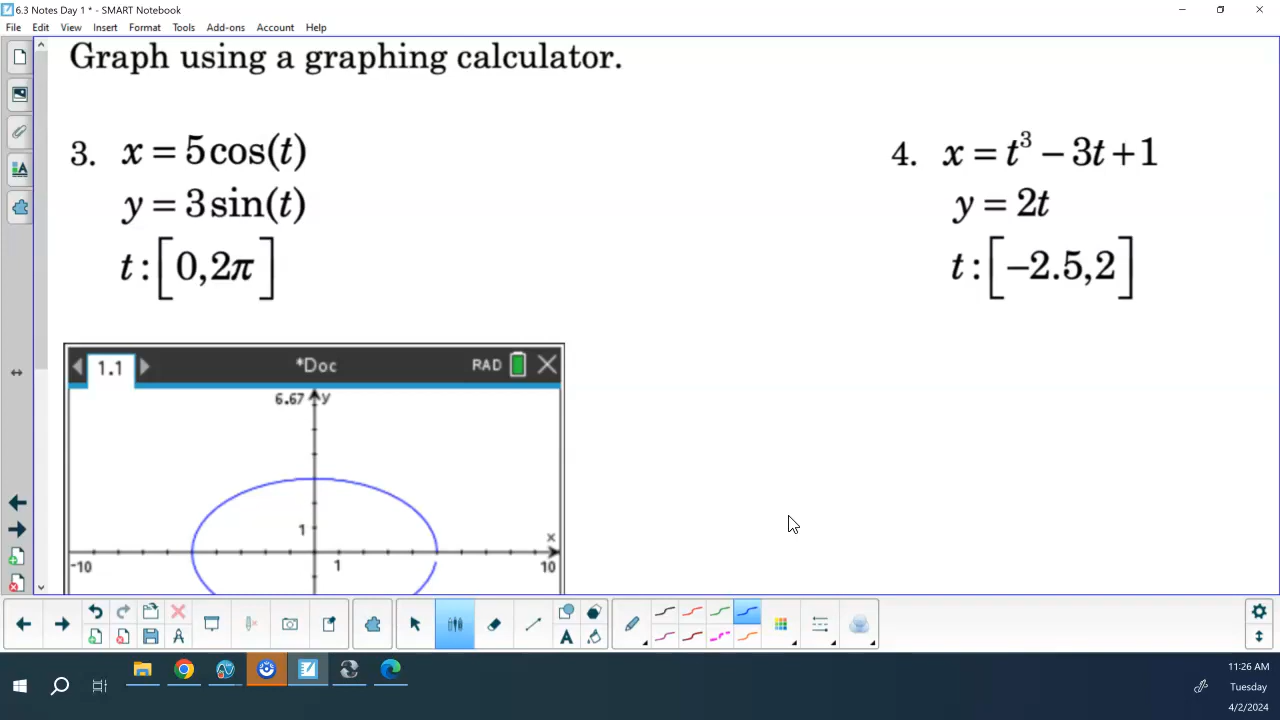 6.3 Notes Day 1 * - SMART Notebook
File Edit View Insert Format Tools Add-ons Account Help
Graph using a graphing calculator.
3. x = 5cos(t)
y = 3sin(t)
t:[0,2π]
4. x = t³ − 3t + 1
y = 2t
t:[−2.5,2]
1.1 *Doc RAD
6.67 y
1
x
-10 1 10
11:26 AM
Tuesday
4/2/2024